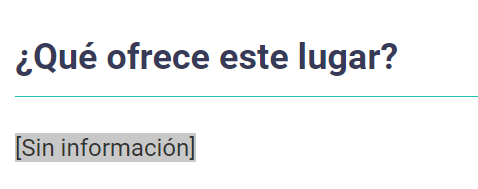 ¿Qué ofrece este lugar?
[Sin información]